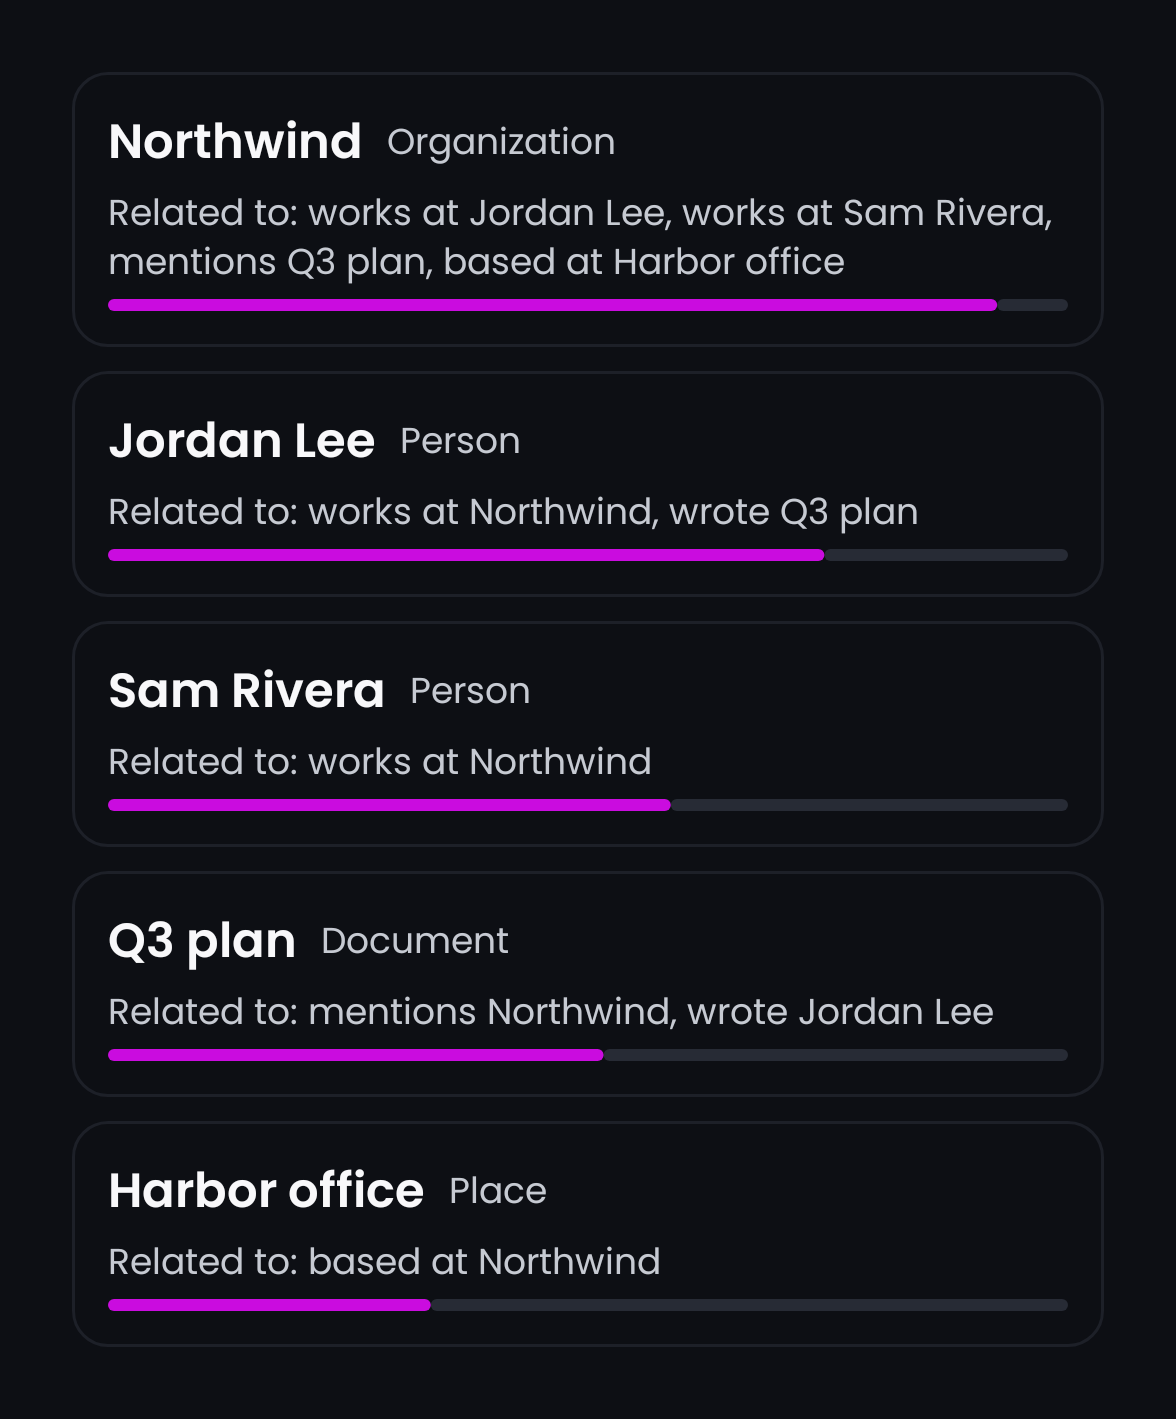 Northwind Organization
Related to: works at Jordan Lee, works at Sam Rivera,
mentions Q3 plan, based at Harbor office
Jordan Lee Person
Related to: works at Northwind, wrote Q3 plan
Sam Rivera Person
Related to: works at Northwind
Q3 plan Document
Related to: mentions Northwind, wrote Jordan Lee
Harbor office Place
Related to: based at Northwind